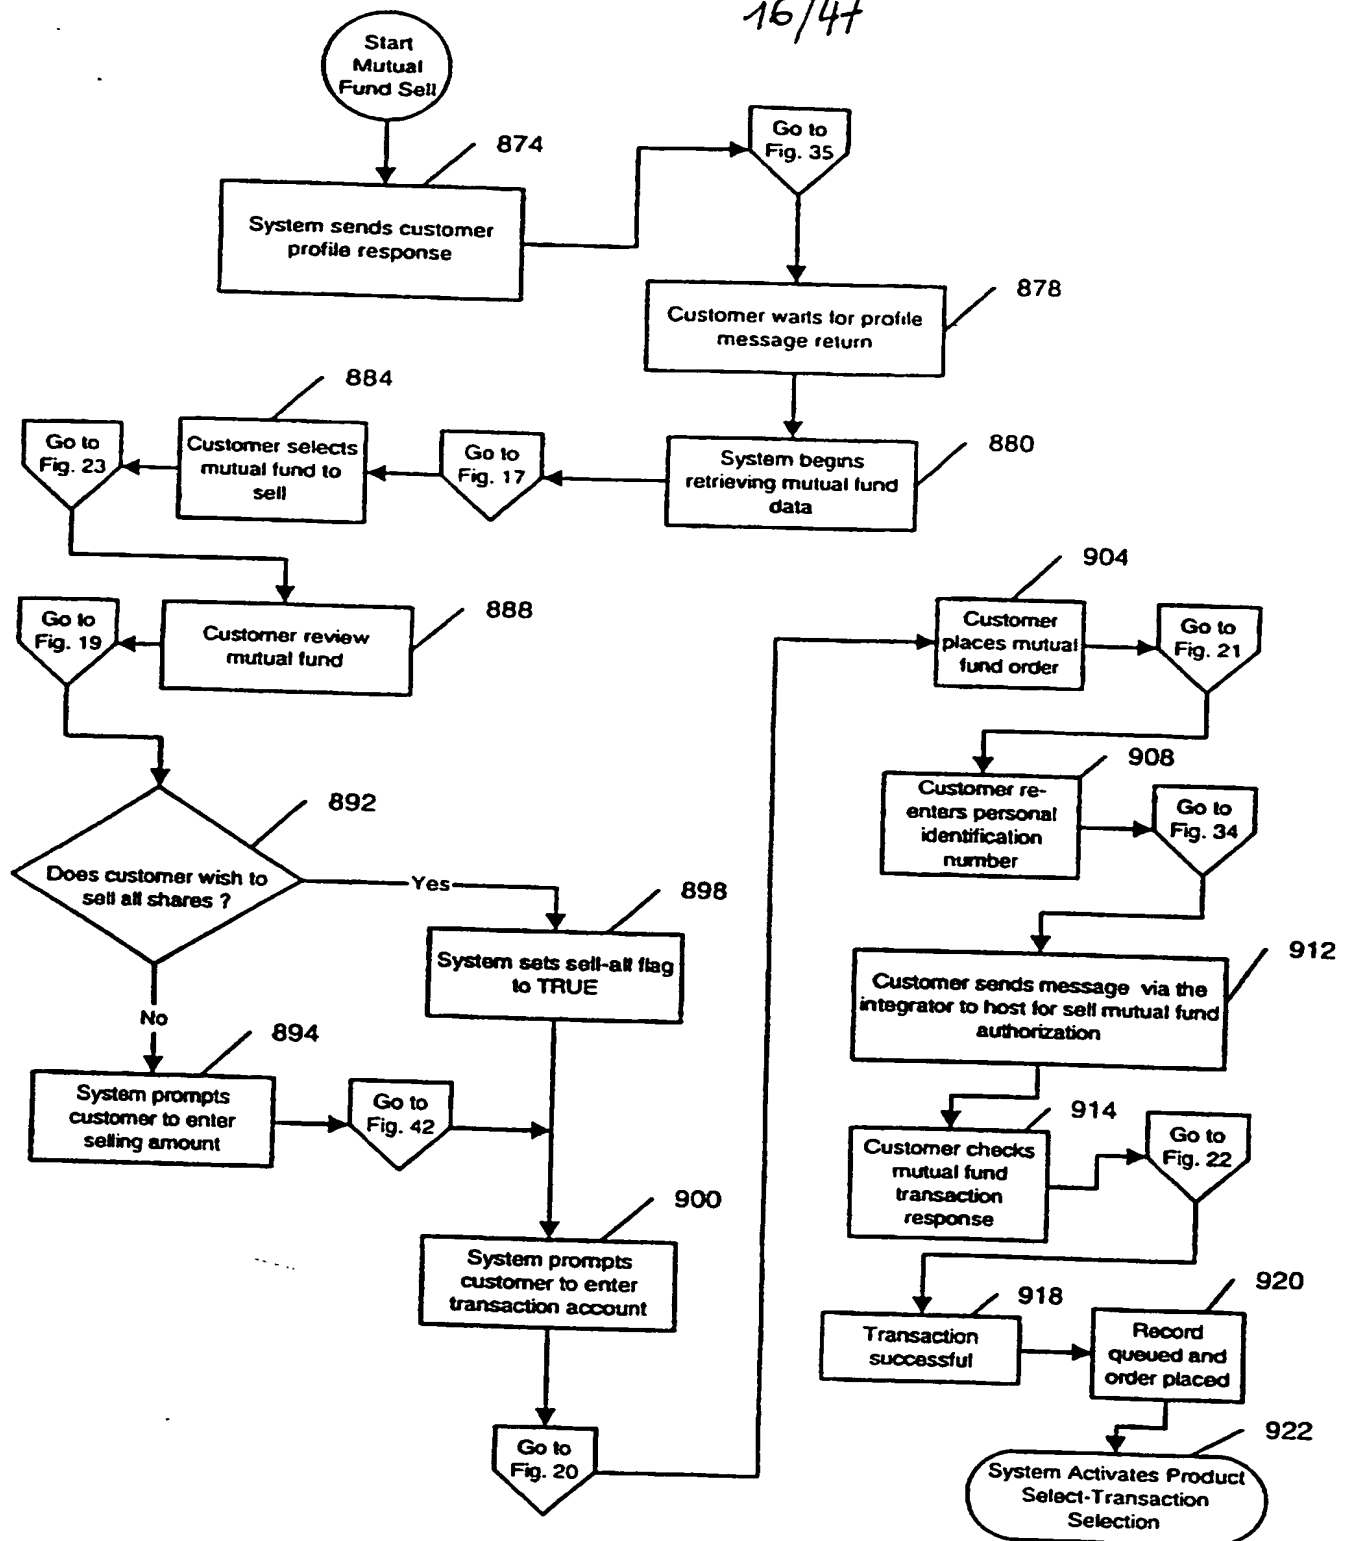 16/47
Start
Mutual
Fund Sell
874
System sends customer
profile response
Go to
Fig. 35
878
Customer waits for profile
message return
880
System begins
retrieving mutual fund
data
Go to
Fig. 17
884
Customer selects
mutual fund to
sell
Go to
Fig. 23
888
Customer review
mutual fund
Go to
Fig. 19
892
Does customer wish to
sell all shares ?
Yes
898
System sets sell-all flag
to TRUE
No
894
System prompts
customer to enter
selling amount
Go to
Fig. 42
900
System prompts
customer to enter
transaction account
Go to
Fig. 20
904
Customer
places mutual
fund order
Go to
Fig. 21
908
Customer re-
enters personal
identification
number
Go to
Fig. 34
912
Customer sends message via the
integrator to host for sell mutual fund
authorization
914
Customer checks
mutual fund
transaction
response
Go to
Fig. 22
918
Transaction
successful
920
Record
queued and
order placed
922
System Activates Product
Select-Transaction
Selection